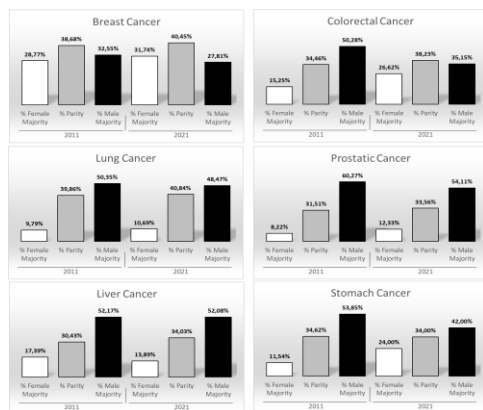 Breast Cancer
28,77%
38,68%
32,55%
31,74%
40,45%
27,81%
% Female Majority
% Parity
% Male Majority
% Female Majority
% Parity
% Male Majority
2011
2021
Colorectal Cancer
15,25%
34,46%
50,28%
26,62%
38,23%
35,15%
% Female Majority
% Parity
% Male Majority
% Female Majority
% Parity
% Male Majority
2011
2021
Lung Cancer
9,79%
39,86%
50,35%
10,69%
40,84%
48,47%
% Female Majority
% Parity
% Male Majority
% Female Majority
% Parity
% Male Majority
2011
2021
Prostatic Cancer
8,22%
31,51%
60,27%
12,33%
33,56%
54,11%
% Female Majority
% Parity
% Male Majority
% Female Majority
% Parity
% Male Majority
2011
2021
Liver Cancer
17,39%
30,43%
52,17%
13,89%
34,03%
52,08%
% Female Majority
% Parity
% Male Majority
% Female Majority
% Parity
% Male Majority
2011
2021
Stomach Cancer
11,54%
34,62%
53,85%
24,00%
34,00%
42,00%
% Female Majority
% Parity
% Male Majority
% Female Majority
% Parity
% Male Majority
2011
2021